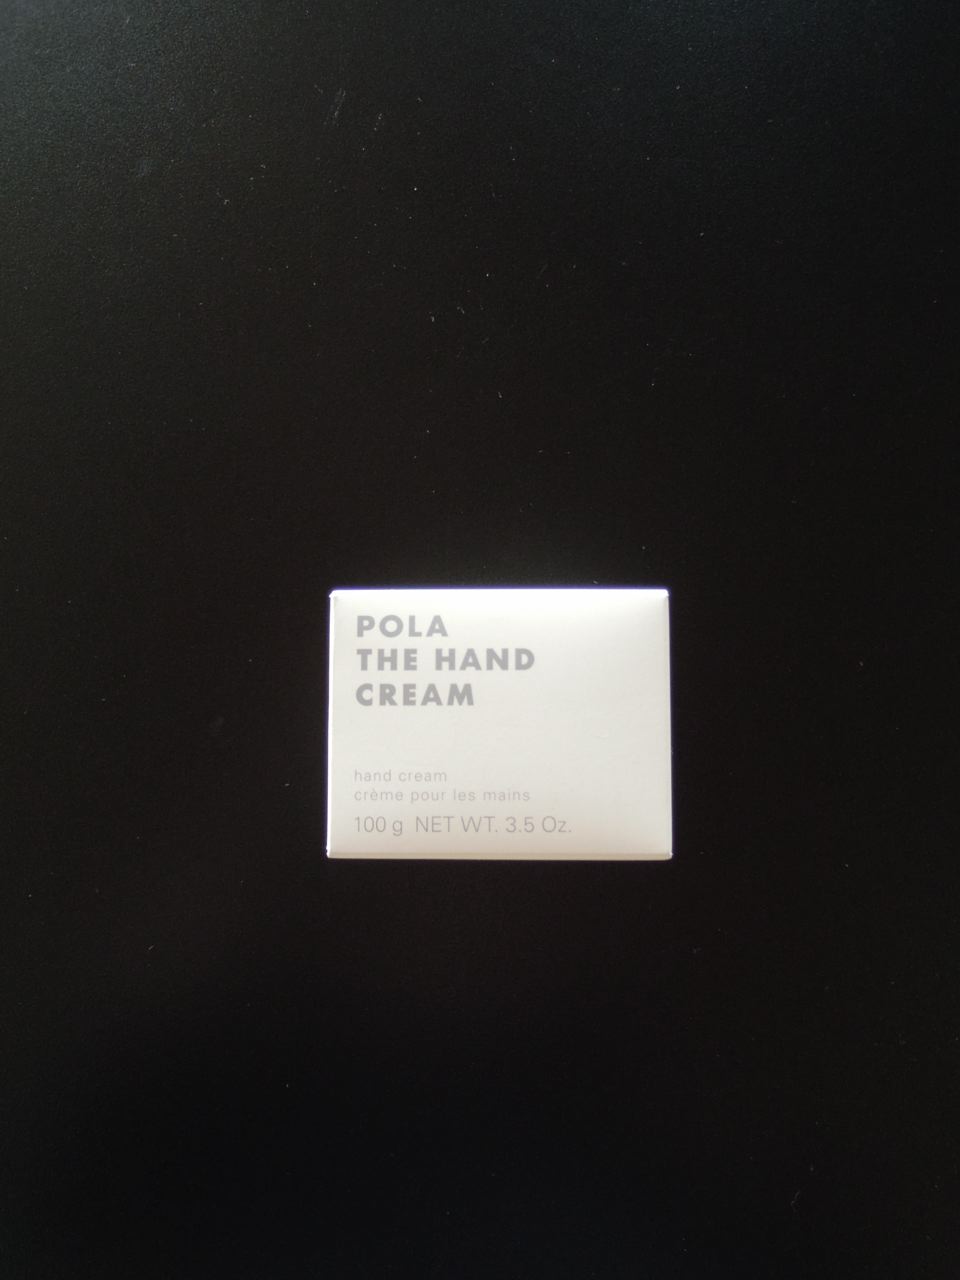 POLA
THE HAND
CREAM
hand cream
crème pour les mains
100 g NET WT. 3.5 Oz.